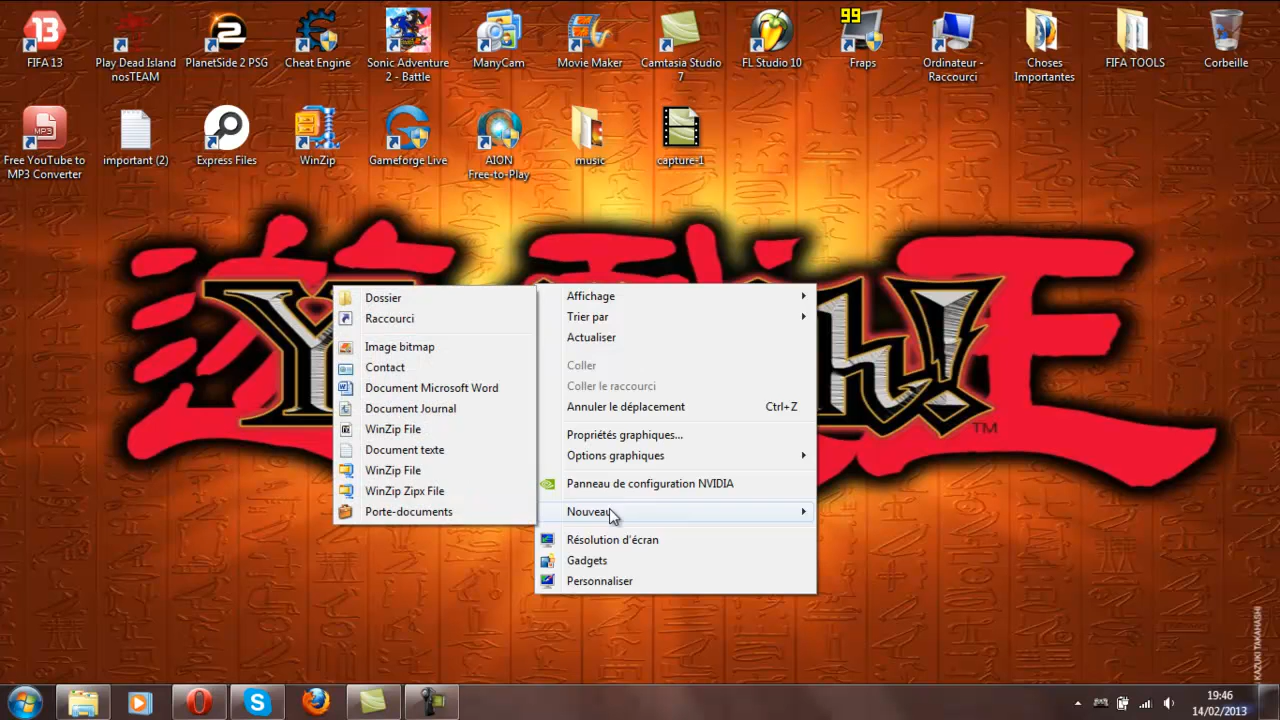 99
FIFA 13
Play Dead Island
nosTEAM
PlanetSide 2 PSG
Cheat Engine
Sonic Adventure
2 - Battle
ManyCam
Movie Maker
Camtasia Studio
7
FL Studio 10
Fraps
Ordinateur -
Raccourci
Choses
Importantes
FIFA TOOLS
Corbeille
MP3
Free YouTube to
MP3 Converter
important (2)
Express Files
WinZip
Gameforge Live
AION
Free-to-Play
music
capture-1
Dossier
Raccourci
Image bitmap
Contact
Document Microsoft Word
Document Journal
WinZip File
Document texte
WinZip File
WinZip Zipx File
Porte-documents
Affichage
Trier par
Actualiser
Coller
Coller le raccourci
Annuler le déplacement Ctrl+Z
Propriétés graphiques...
Options graphiques
Panneau de configuration NVIDIA
Nouveau
Résolution d'écran
Gadgets
Personnaliser
TM
KAZUKI TAKAHASHI
19:46
14/02/2013